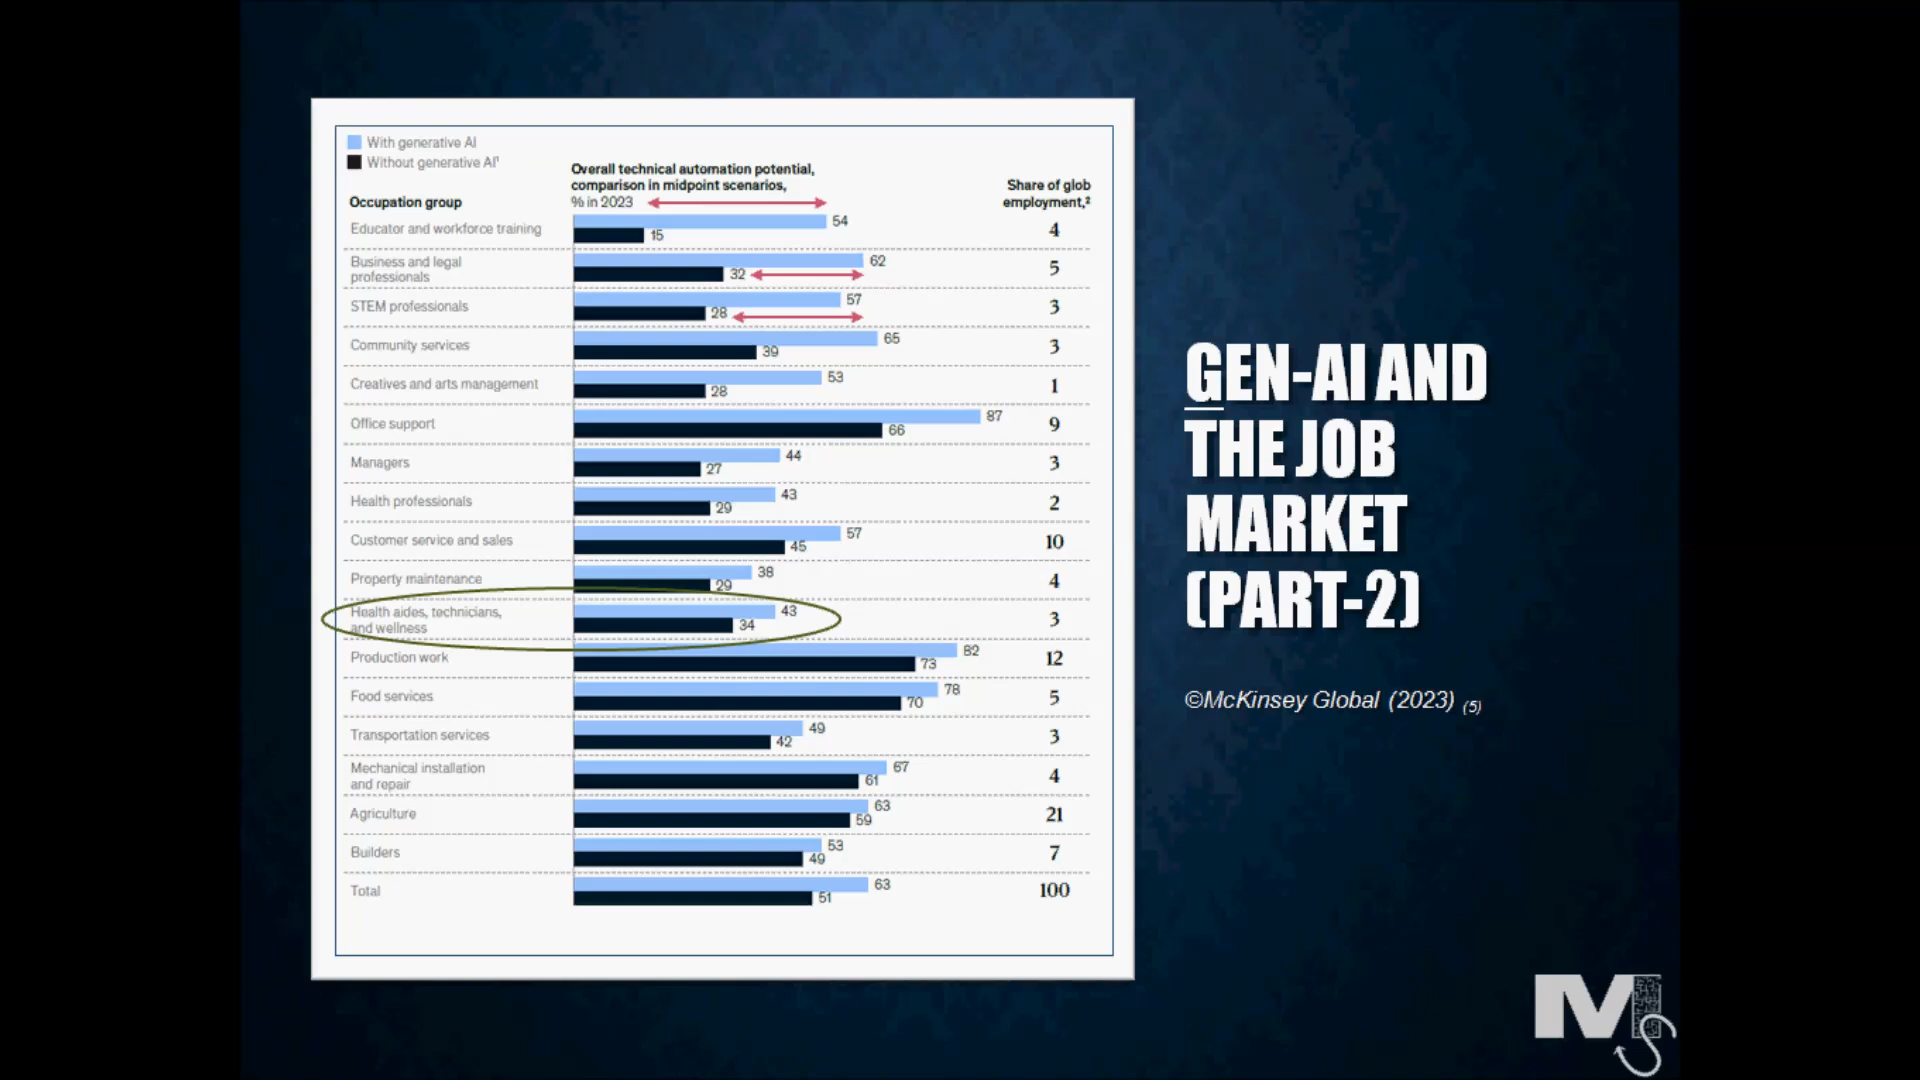 With generative AI
Without generative AI¹
Overall technical automation potential,
comparison in midpoint scenarios,
% in 2023
Share of glob
employment,²
Occupation group
Educator and workforce training 54 15 4
Business and legal
professionals 62 32 5
STEM professionals 57 28 3
Community services 65 39 3
Creatives and arts management 53 28 1
Office support 87 66 9
Managers 44 27 3
Health professionals 43 29 2
Customer service and sales 57 45 10
Property maintenance 38 29 4
Health aides, technicians,
and wellness 43 34 3
Production work 82 73 12
Food services 78 70 5
Transportation services 49 42 3
Mechanical installation
and repair 67 61 4
Agriculture 63 59 21
Builders 53 49 7
Total 63 51 100
GEN-AI AND
THE JOB
MARKET
(PART-2)
©McKinsey Global (2023) (5)